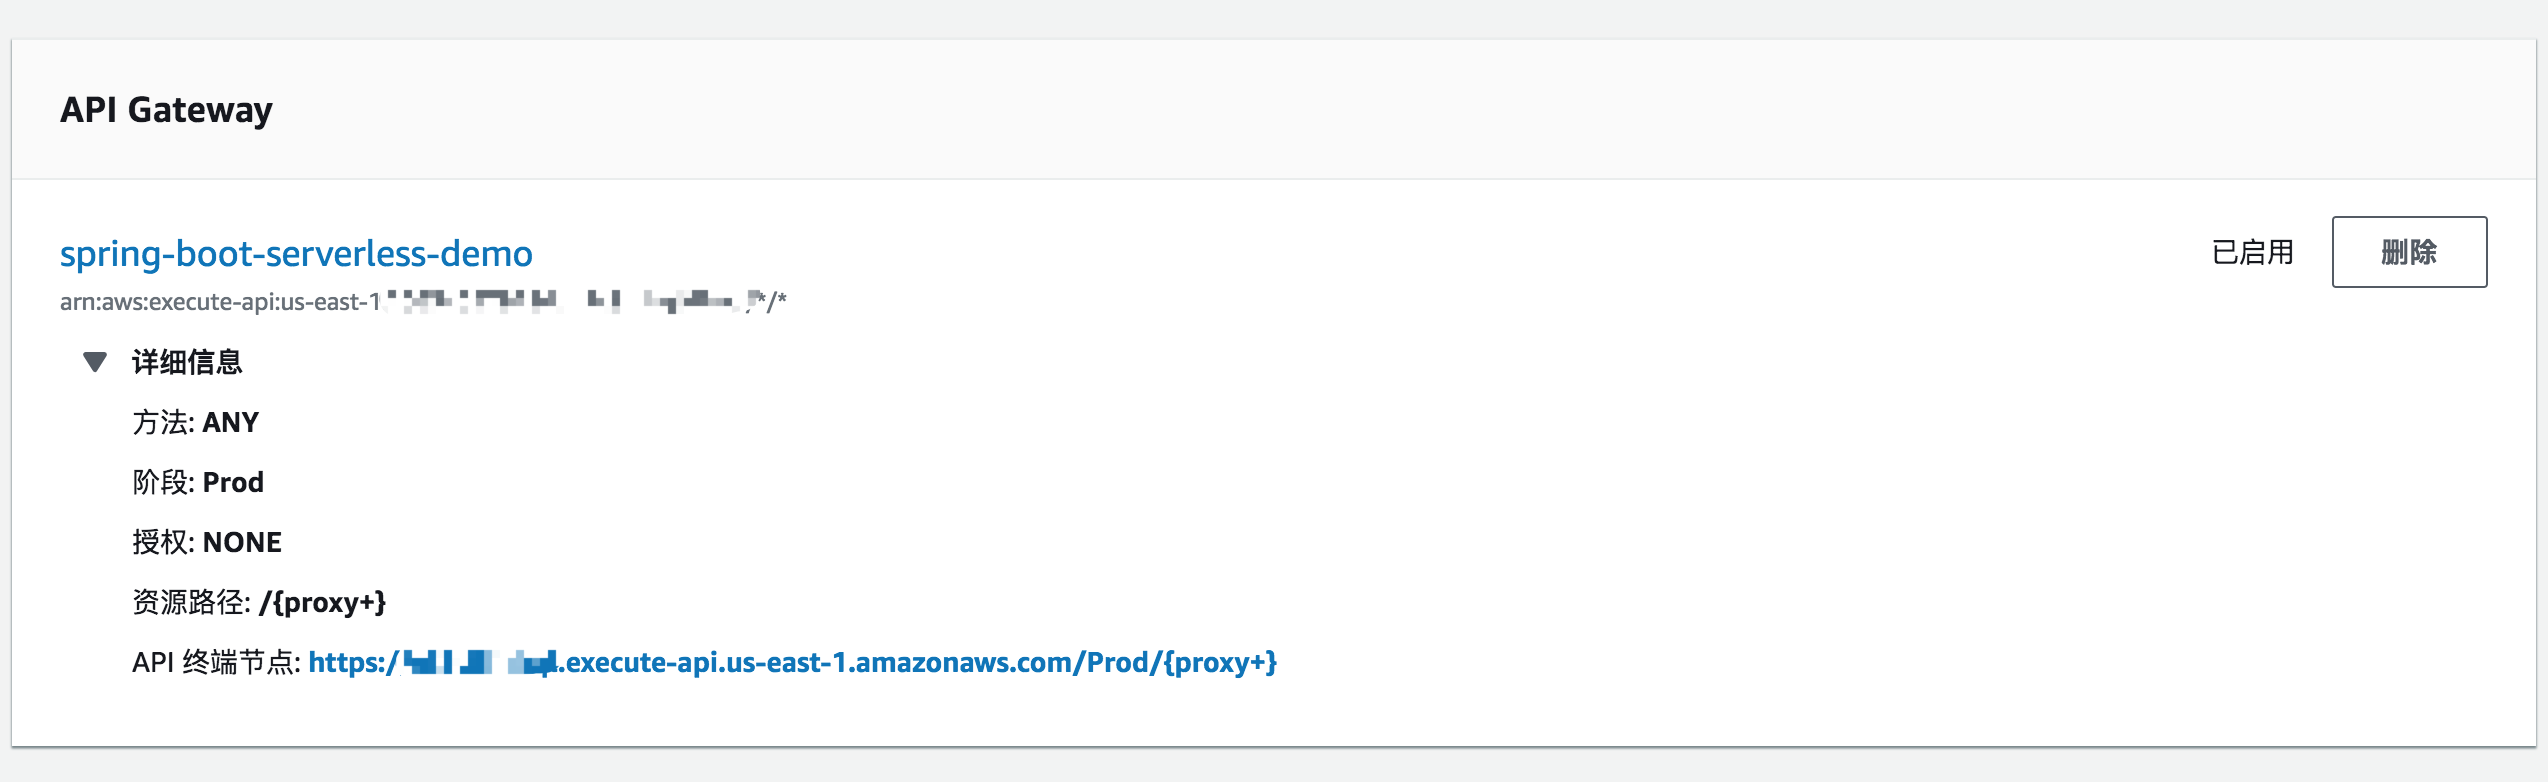 API Gateway
spring-boot-serverless-demo
已启用
删除
arn:aws:execute-api:us-east-1 */*
详细信息
方法: ANY
阶段: Prod
授权: NONE
资源路径: /{proxy+}
API 终端节点: https:/ .execute-api.us-east-1.amazonaws.com/Prod/{proxy+}